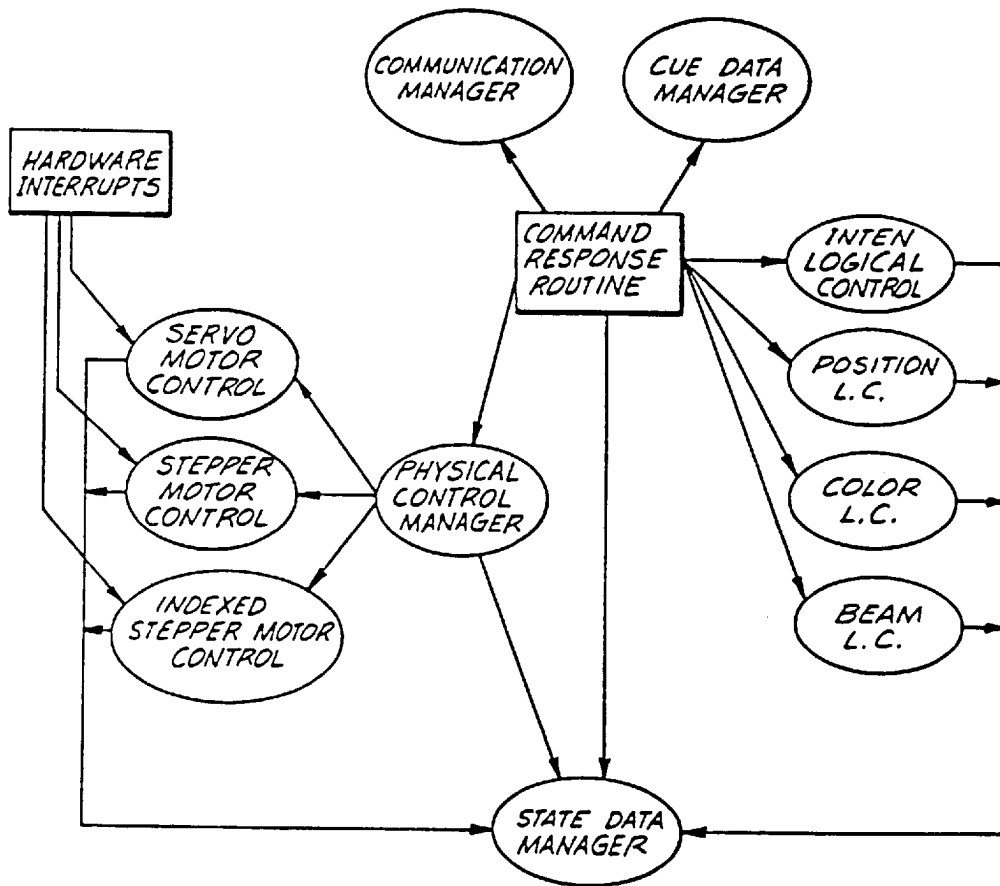 COMMUNICATION
MANAGER
CUE DATA
MANAGER
HARDWARE
INTERRUPTS
COMMAND
RESPONSE
ROUTINE
INTEN
LOGICAL
CONTROL
SERVO
MOTOR
CONTROL
POSITION
L.C.
STEPPER
MOTOR
CONTROL
PHYSICAL
CONTROL
MANAGER
COLOR
L.C.
INDEXED
STEPPER MOTOR
CONTROL
BEAM
L.C.
STATE DATA
MANAGER